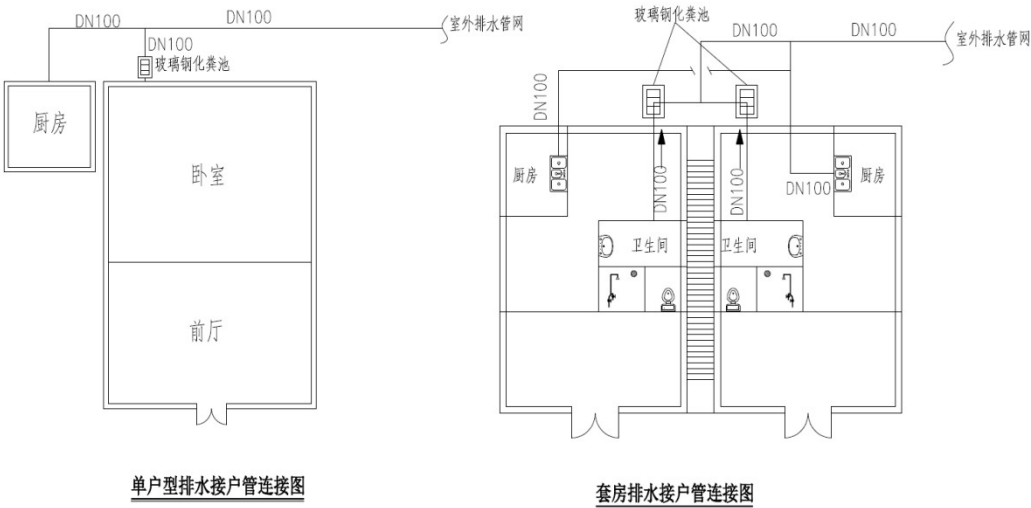 DN100
DN100
室外排水管网
DN100
玻璃钢化粪池
厨房
卧室
前厅
单户型排水接户管连接图
玻璃钢化粪池
DN100
DN100
室外排水管网
DN100
厨房
DN100
DN100
DN100
厨房
卫生间
卫生间
套房排水接户管连接图